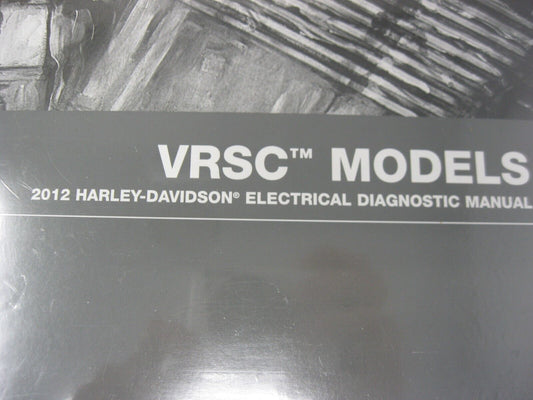 VRSC™ MODELS
2012 HARLEY-DAVIDSON® ELECTRICAL DIAGNOSTIC MANUAL